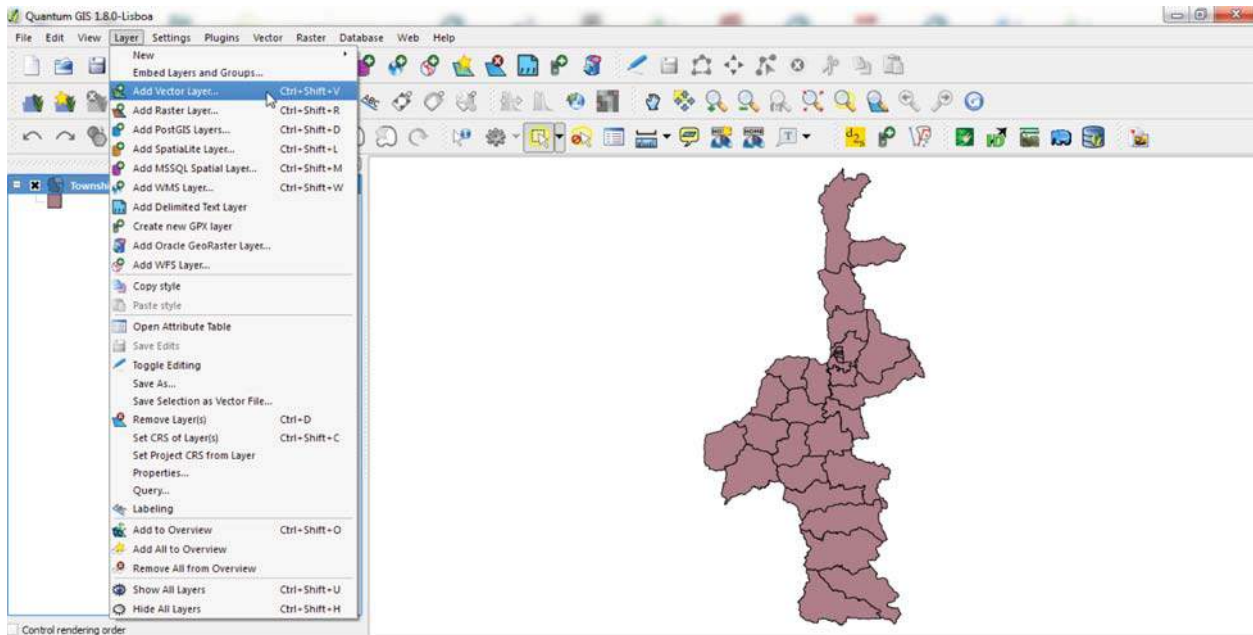 Quantum GIS 1.8.0-Lisboa
File Edit View Layer Settings Plugins Vector Raster Database Web Help
New
Embed Layers and Groups...
Add Vector Layer... Ctrl+Shift+V
Add Raster Layer... Ctrl+Shift+R
Add PostGIS Layers... Ctrl+Shift+D
Add SpatiaLite Layer... Ctrl+Shift+L
Add MSSQL Spatial Layer... Ctrl+Shift+M
Add WMS Layer... Ctrl+Shift+W
Add Delimited Text Layer
Create new GPX layer
Add Oracle GeoRaster Layer...
Add WFS Layer...
Copy style
Paste style
Open Attribute Table
Save Edits
Toggle Editing
Save As...
Save Selection as Vector File...
Remove Layer(s) Ctrl+D
Set CRS of Layer(s) Ctrl+Shift+C
Set Project CRS from Layer
Properties...
Query...
Labeling
Add to Overview Ctrl+Shift+O
Add All to Overview
Remove All from Overview
Show All Layers Ctrl+Shift+U
Hide All Layers Ctrl+Shift+H
Control rendering order